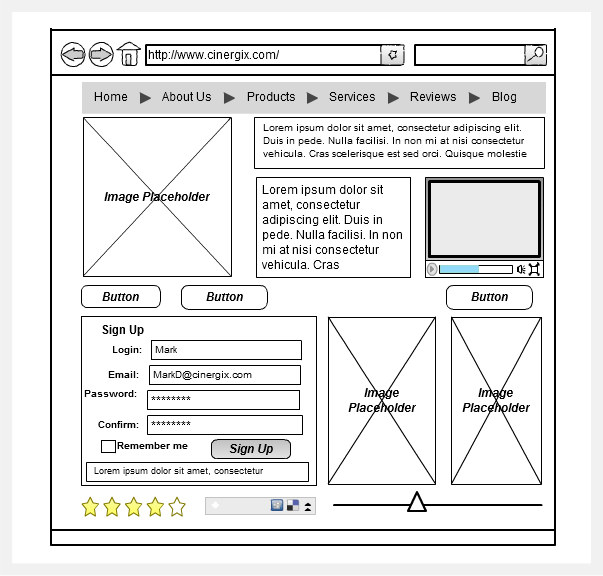 http://www.cinergix.com/
Home About Us Products Services Reviews Blog
Image Placeholder
Lorem ipsum dolor sit amet, consectetur adipiscing elit.
Duis in pede. Nulla facilisi. In non mi at nisi consectetur
vehicula. Cras scelerisque est sed orci. Quisque molestie
Lorem ipsum dolor sit
amet, consectetur
adipiscing elit. Duis in
pede. Nulla facilisi. In non
mi at nisi consectetur
vehicula. Cras
Button Button Button
Sign Up
Login: Mark
Email: MarkD@cinergix.com
Password: ********
Confirm: ********
Remember me Sign Up
Lorem ipsum dolor sit amet, consectetur
Image
Placeholder
Image
Placeholder